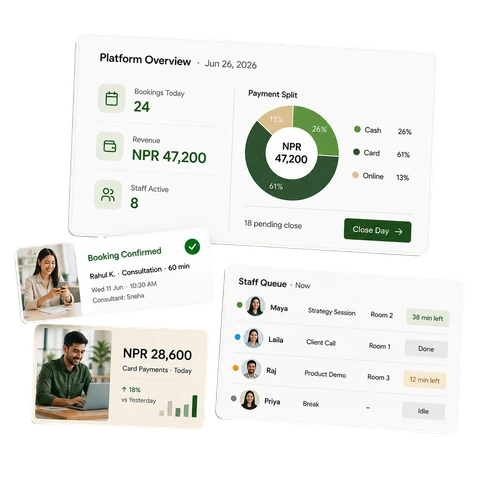 Platform Overview · Jun 26, 2026
Bookings Today
24
Revenue
NPR 47,200
Staff Active
8
Payment Split
13%
26%
61%
NPR
47,200
Cash 26%
Card 61%
Online 13%
18 pending close
Close Day →
Booking Confirmed
Rahul K. · Consultation · 60 min
Wed 11 Jun · 10:30 AM
Consultant: Sneha
NPR 28,600
Card Payments · Today
↑ 18%
vs Yesterday
Staff Queue · Now
Maya Strategy Session Room 2 38 min left
Laila Client Call Room 1 Done
Raj Product Demo Room 3 12 min left
Priya Break – Idle